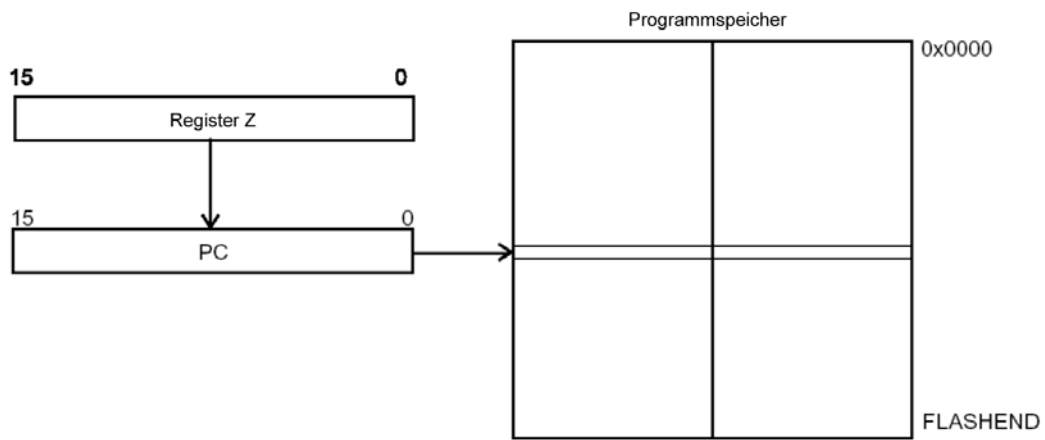 Programmspeicher
0x0000
15 0
Register Z
15 0
PC
FLASHEND